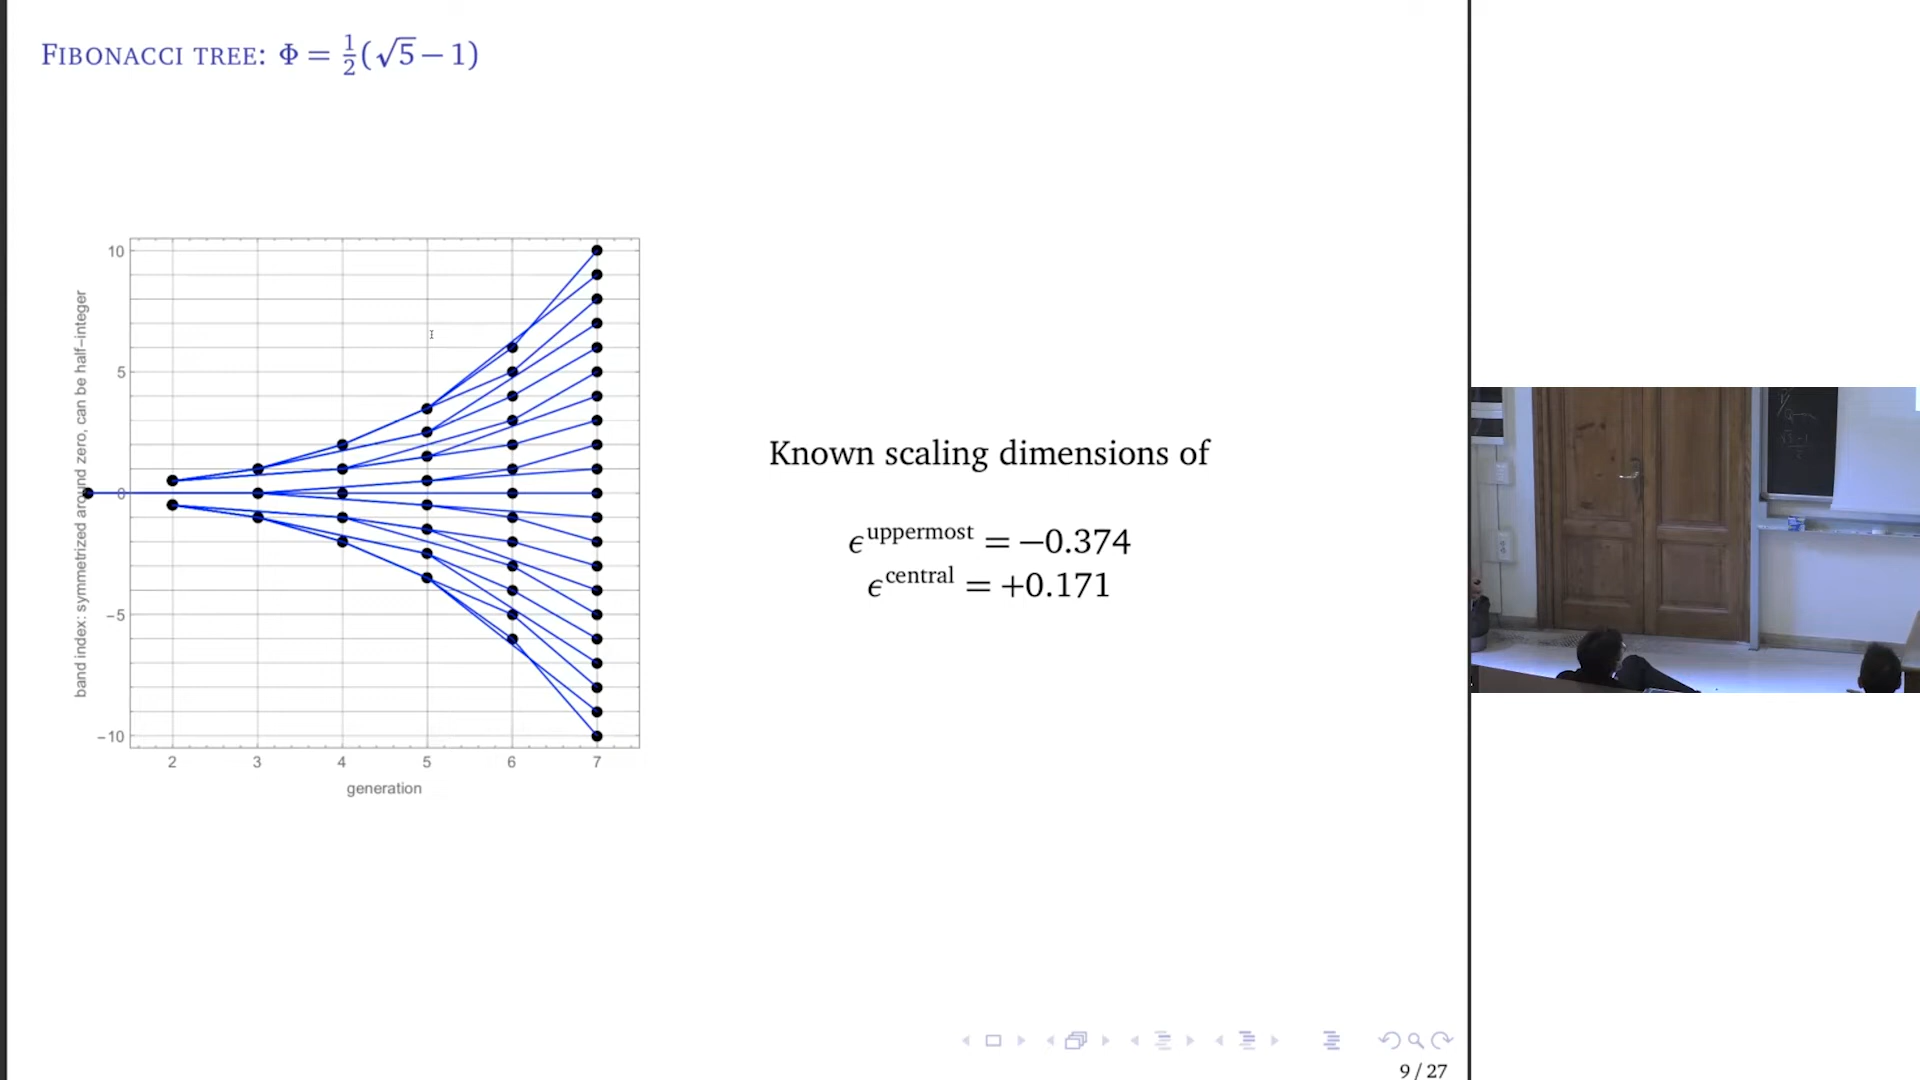 FIBONACCI TREE: Φ = ½(√5 − 1)
10
5
0
−5
−10
band index: symmetrized around zero, can be half−integer
2 3 4 5 6 7
generation
Known scaling dimensions of
ϵ^uppermost = −0.374
ϵ^central = +0.171
9 / 27